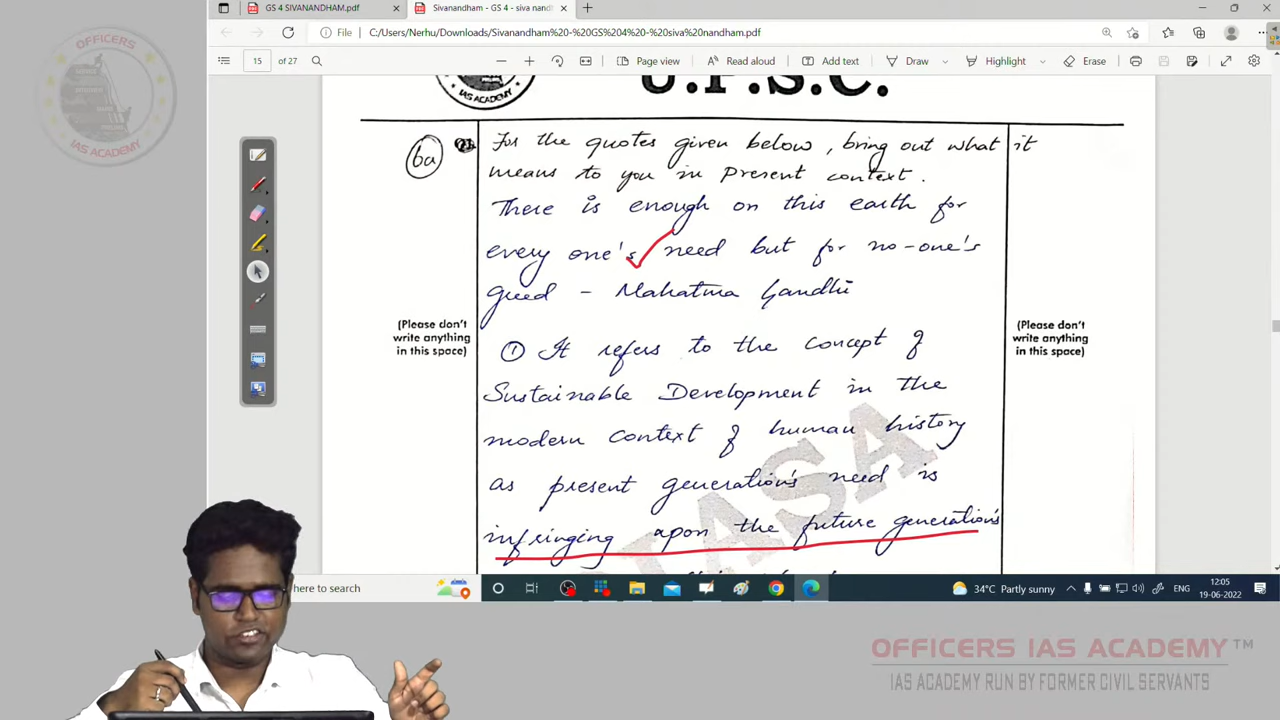 OFFICERS
IAS ACADEMY
GS 4 SIVANANDHAM.pdf
Sivanandham - GS 4 - siva nandh
File
C:/Users/Nerhu/Downloads/Sivanandham%20-%20GS%204%20-%20siva%20nandham.pdf
15 of 27
Page view
Read aloud
Add text
Draw
Highlight
Erase
IAS ACADEMY
U.P.S.C.
6a
For the quotes given below, bring out what it
means to you in present context.
There is enough on this earth for
every one's need but for no-one's
greed - Mahatma Gandhi
(Please don't
write anything
in this space)
(Please don't
write anything
in this space)
① It refers to the concept of
Sustainable Development in the
modern context of human history
as present generation's need is
infringing upon the future generation's
TASA
here to search
34°C Partly sunny
ENG
12:05
19-06-2022
OFFICERS IAS ACADEMY™
IAS ACADEMY RUN BY FORMER CIVIL SERVANTS